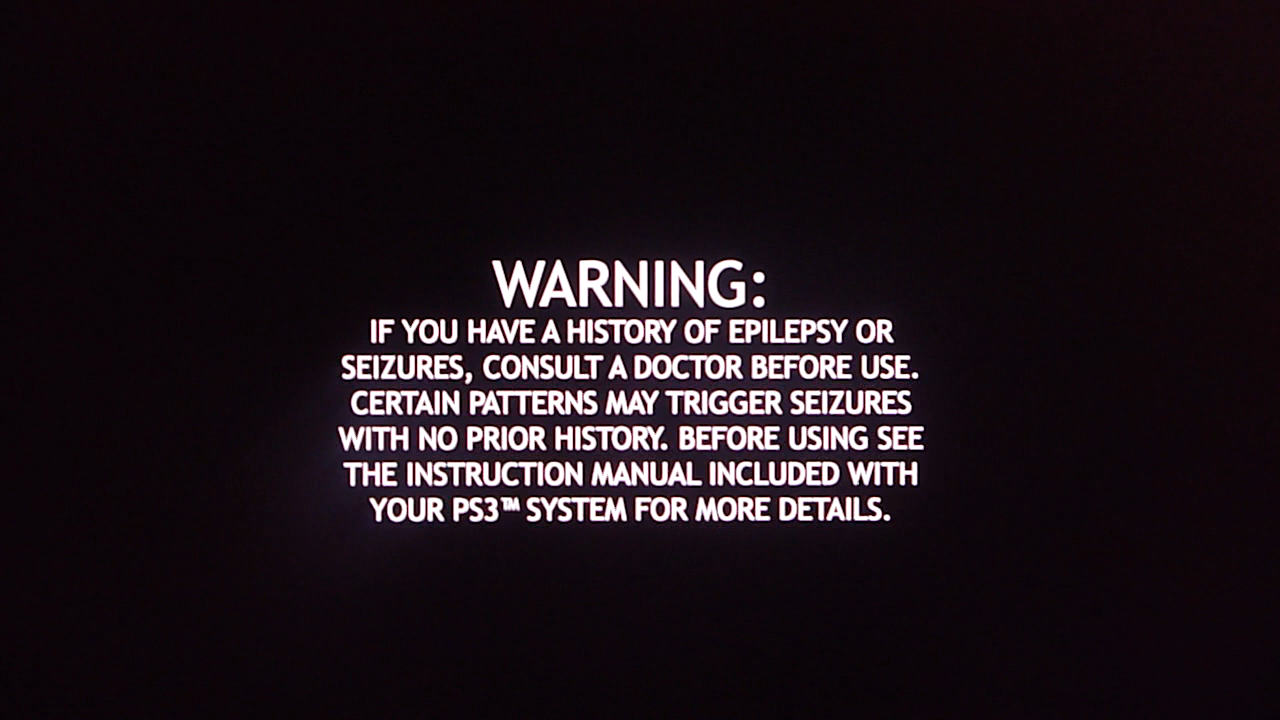 WARNING:
IF YOU HAVE A HISTORY OF EPILEPSY OR
SEIZURES, CONSULT A DOCTOR BEFORE USE.
CERTAIN PATTERNS MAY TRIGGER SEIZURES
WITH NO PRIOR HISTORY. BEFORE USING SEE
THE INSTRUCTION MANUAL INCLUDED WITH
YOUR PS3™ SYSTEM FOR MORE DETAILS.